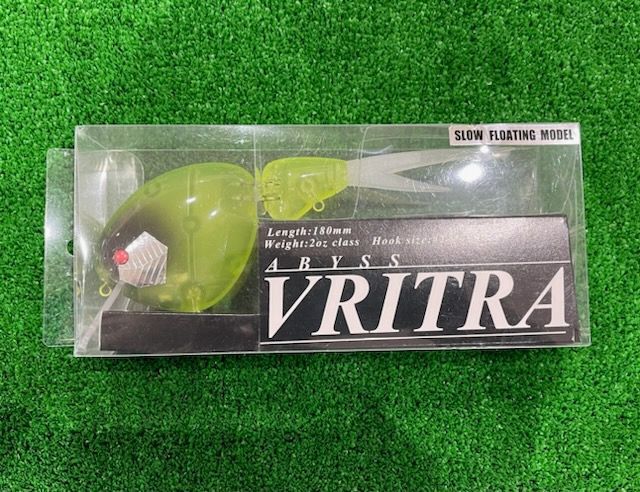 SLOW FLOATING MODEL
Length:180mm
Weight:2oz class Hook size:
ABYSS
VRITRA